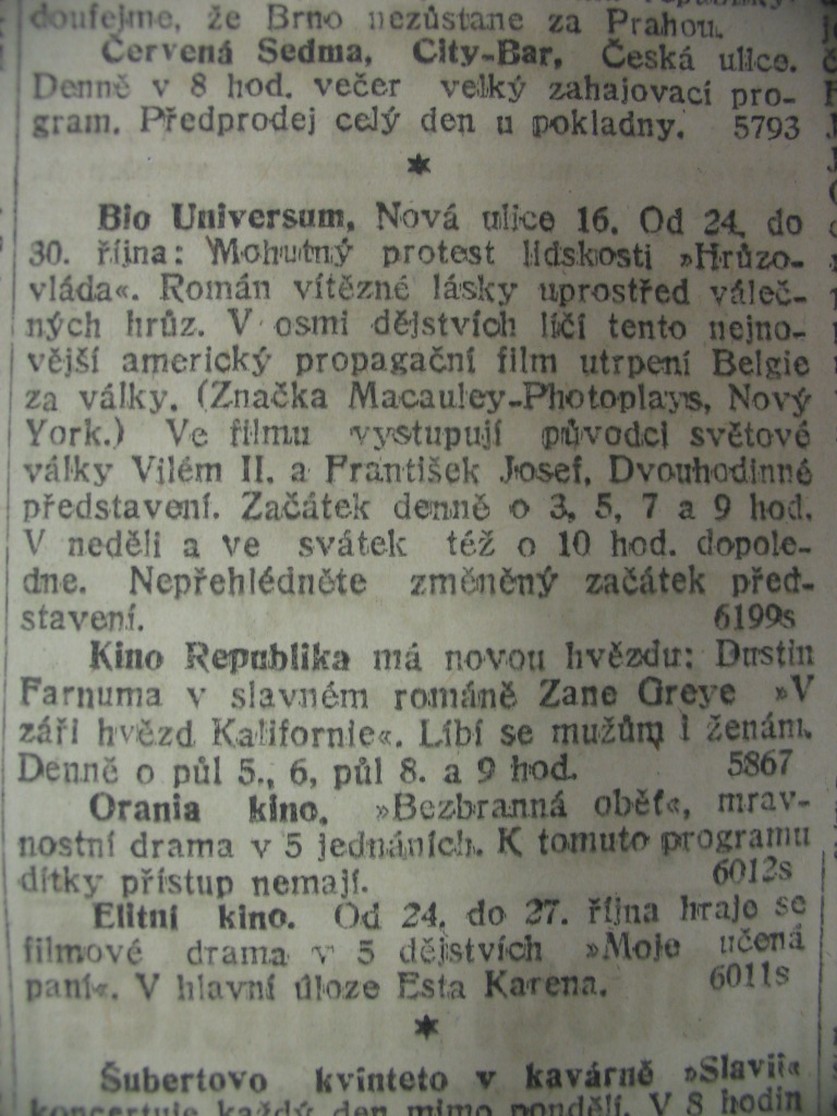 doufejme, že Brno nezůstane za Prahou.
Červená Sedma, City-Bar, Česká ulice.
Denně v 8 hod. večer velký zahajovací pro-
gram. Předprodej celý den u pokladny. 5793
*
Bio Universum, Nová ulice 16. Od 24. do
30. října: Mohutný protest lidskosti »Hrůzo-
vláda«. Román vítězné lásky uprostřed váleč-
ných hrůz. V osmi dějstvích líčí tento nejno-
vější americký propagační film utrpení Belgie
za války. (Značka Macauley-Photoplays, Nový
York.) Ve filmu vystupují původci světové
války Vilém II. a František Josef. Dvouhodinné
představení. Začátek denně o 3, 5, 7 a 9 hod.
V neděli a ve svátek též o 10 hod. dopole-
dne. Nepřehlédněte změněný začátek před-
stavení. 6199s
Kino Republika má novou hvězdu: Dustin
Farnuma v slavném románě Zane Greye »V
září hvězd Kalifornie«. Líbí se mužům i ženám.
Denně o půl 5., 6, půl 8. a 9 hod. 5867
Orania kino. »Bezbranná oběť«, mrav-
nostní drama v 5 jednáních. K tomuto programu
dítky přístup nemají. 6012s
Elitní kino. Od 24. do 27. října hraje se
filmové drama v 5 dějstvích »Moje učená
paní«. V hlavní úloze Esta Karena. 6011s
*
Šubertovo kvinteto v kavárně »Slavii«
koncertuje každý den mimo pondělí. V 8 hodin